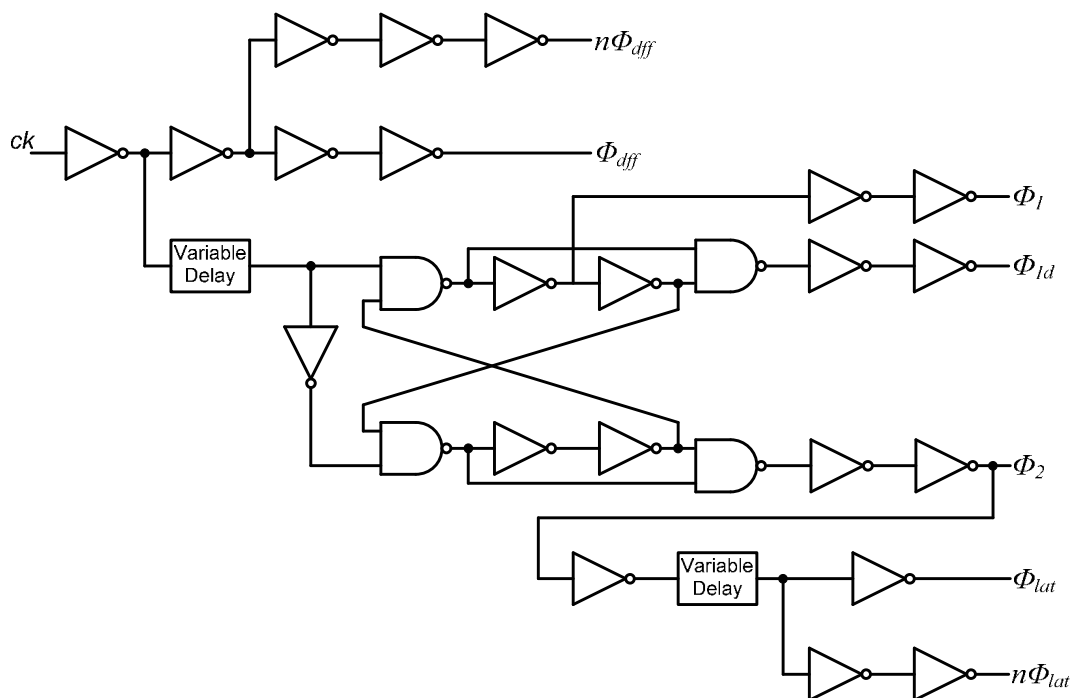 nΦdff
ck
Φdff
Φ1
Variable
Delay
Φ1d
Φ2
Variable
Delay
Φlat
nΦlat